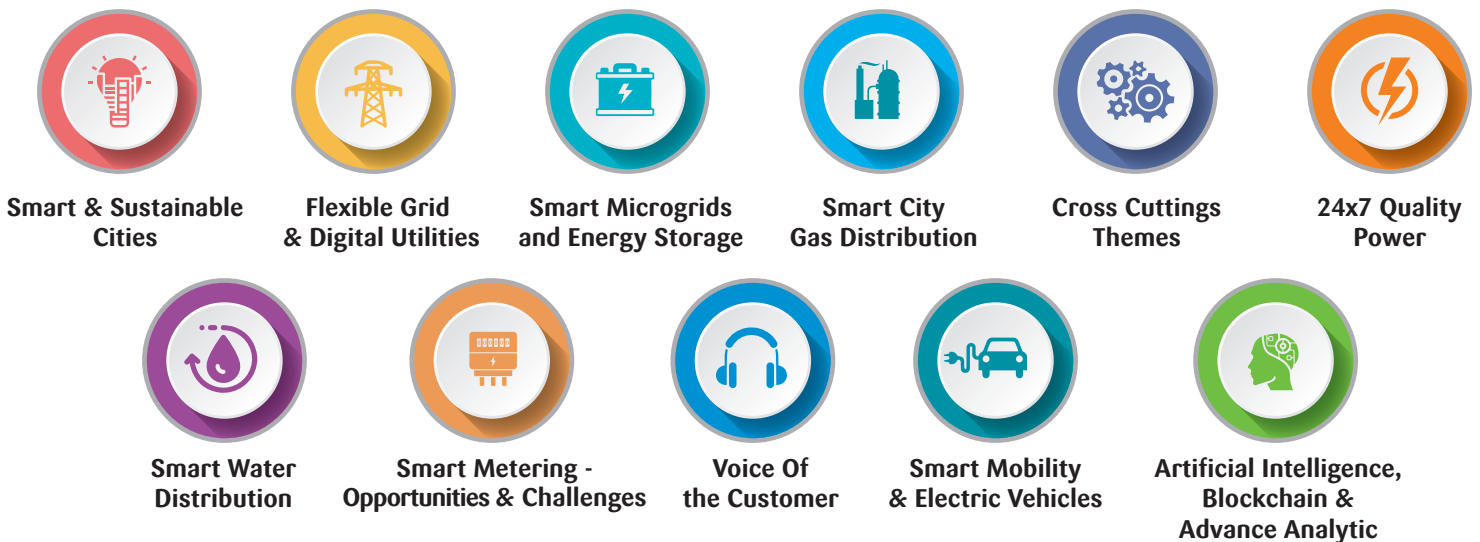 Smart & Sustainable
Cities
Flexible Grid
& Digital Utilities
Smart Microgrids
and Energy Storage
Smart City
Gas Distribution
Cross Cuttings
Themes
24x7 Quality
Power
Smart Water
Distribution
Smart Metering -
Opportunities & Challenges
Voice Of
the Customer
Smart Mobility
& Electric Vehicles
Artificial Intelligence,
Blockchain &
Advance Analytic